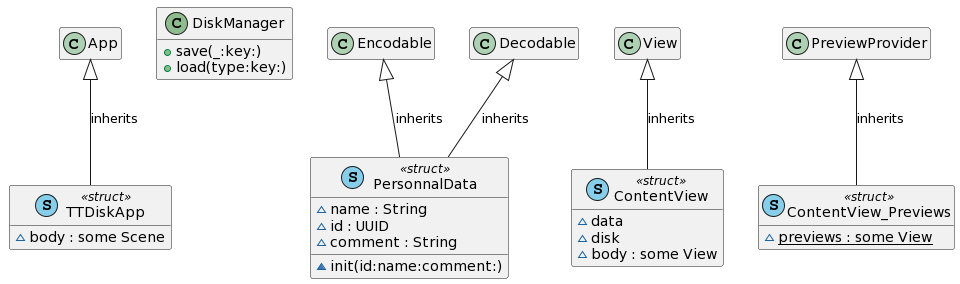 C App
C DiskManager
save(_:key:)
load(type:key:)
C Encodable
C Decodable
C View
C PreviewProvider
inherits
inherits
inherits
inherits
inherits
S «struct»
TTDiskApp
~ body : some Scene
S «struct»
PersonnalData
~ name : String
~ id : UUID
~ comment : String
init(id:name:comment:)
S «struct»
ContentView
~ data
~ disk
~ body : some View
S «struct»
ContentView_Previews
~ previews : some View